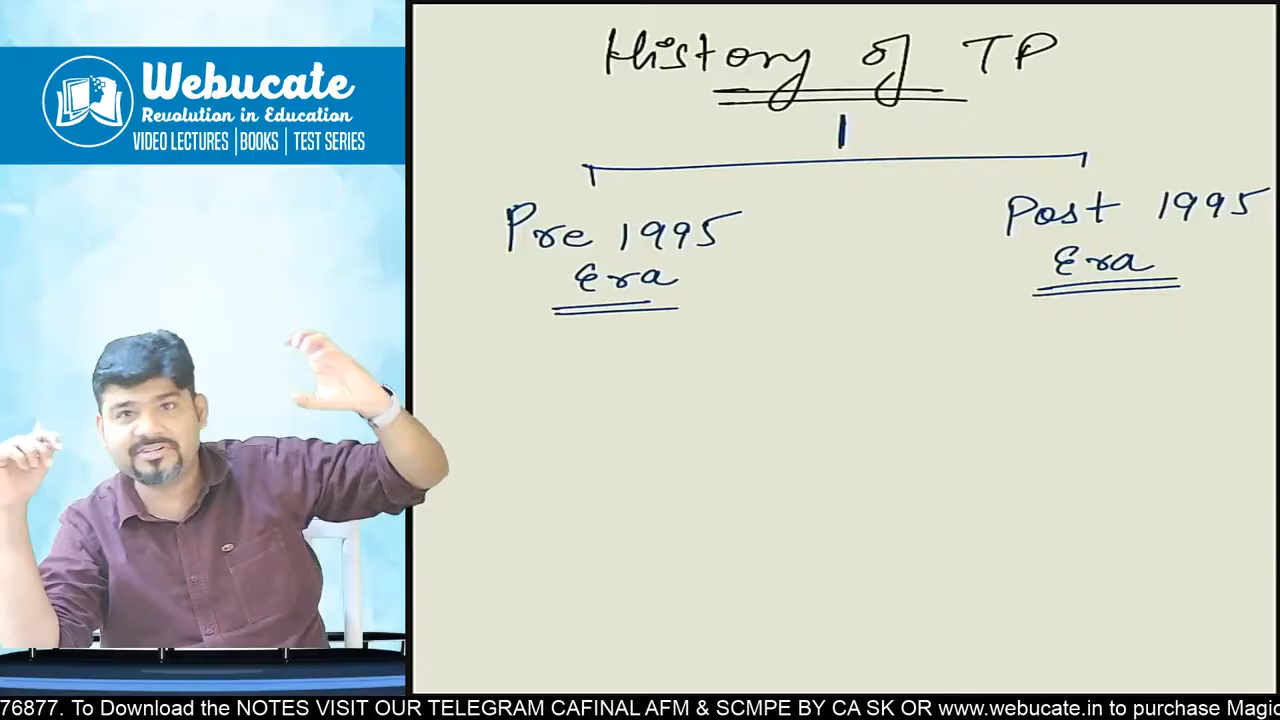 Webucate
Revolution in Education
VIDEO LECTURES | BOOKS | TEST SERIES
History of TP
Pre 1995
Era
Post 1995
Era
76877. To Download the NOTES VISIT OUR TELEGRAM CAFINAL AFM & SCMPE BY CA SK OR www.webucate.in to purchase Magic